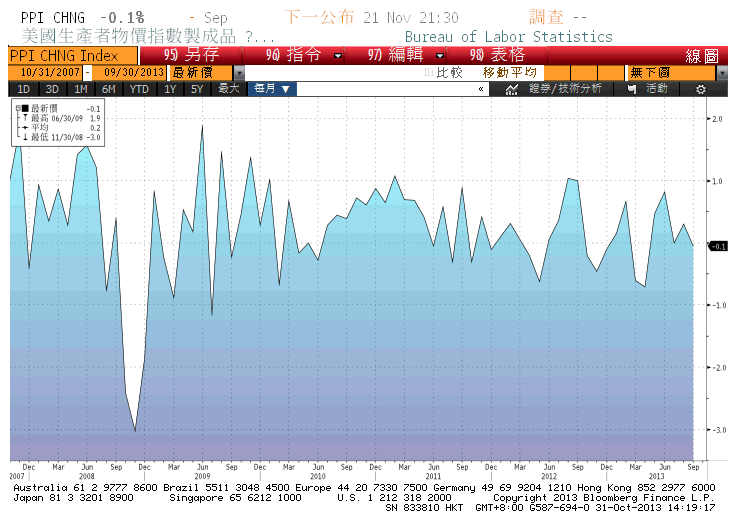 PPI CHNG -0.1% - Sep 下一公布 21 Nov 21:30 調查 --
美國生產者物價指數製成品 ?... Bureau of Labor Statistics
PPI CHNG Index 95) 另存 96) 指令 97) 編輯 98) 表格 線圖
10/31/2007 - 09/30/2013 最新價 比較 移動平均 無下價
1D 3D 1M 6M YTD 1Y 5Y 最大 每月 ▼ « 證券/技術分析 活動
最新價 -0.1
最高 06/30/09 1.9
平均 0.2
最低 11/30/08 -3.0
2.0
1.0
-0.1
-1.0
-2.0
-3.0
Dec Mar Jun Sep Dec Mar Jun Sep Dec Mar Jun Sep Dec Mar Jun Sep Dec Mar Jun Sep Dec Mar Jun Sep
2007 2008 2009 2010 2011 2012 2013
Australia 61 2 9777 8600 Brazil 5511 3048 4500 Europe 44 20 7330 7500 Germany 49 69 9204 1210 Hong Kong 852 2977 6000
Japan 81 3 3201 8900 Singapore 65 6212 1000 U.S. 1 212 318 2000 Copyright 2013 Bloomberg Finance L.P.
SN 833810 HKT GMT+8:00 G587-694-0 31-Oct-2013 14:19:17